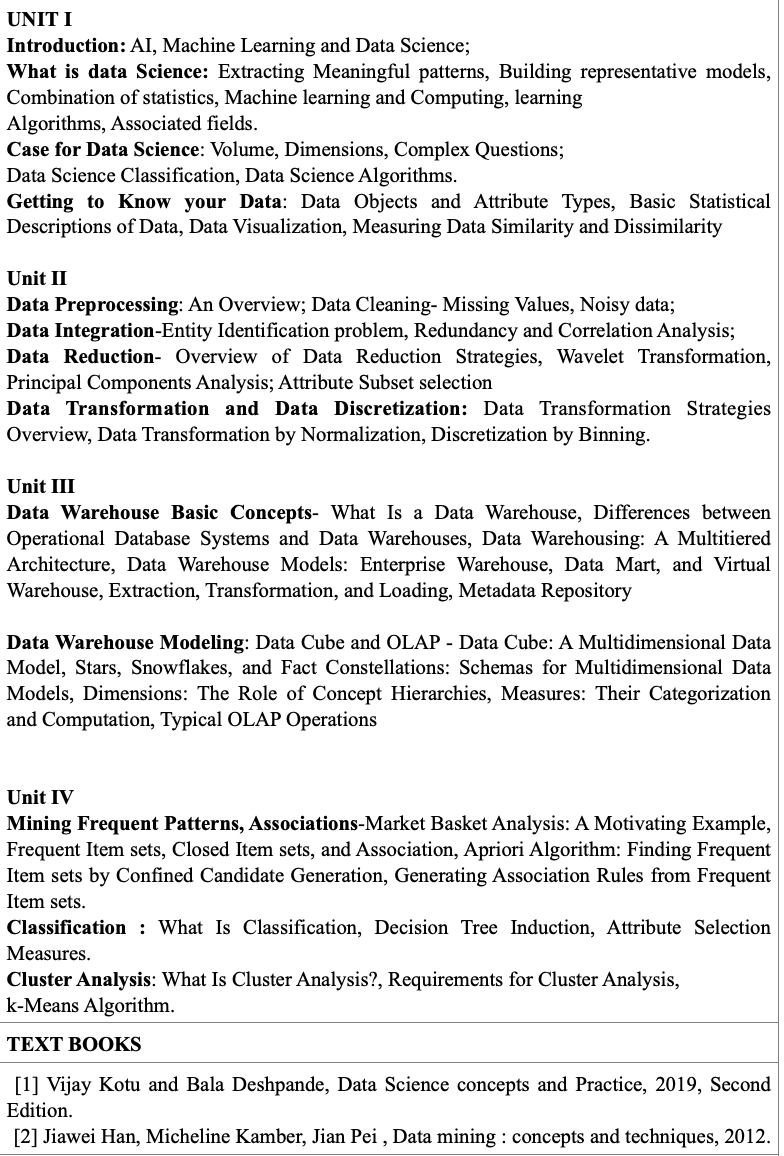 UNIT I
Introduction: AI, Machine Learning and Data Science;
What is data Science: Extracting Meaningful patterns, Building representative models,
Combination of statistics, Machine learning and Computing, learning
Algorithms, Associated fields.
Case for Data Science: Volume, Dimensions, Complex Questions;
Data Science Classification, Data Science Algorithms.
Getting to Know your Data: Data Objects and Attribute Types, Basic Statistical
Descriptions of Data, Data Visualization, Measuring Data Similarity and Dissimilarity
Unit II
Data Preprocessing: An Overview; Data Cleaning- Missing Values, Noisy data;
Data Integration-Entity Identification problem, Redundancy and Correlation Analysis;
Data Reduction- Overview of Data Reduction Strategies, Wavelet Transformation,
Principal Components Analysis; Attribute Subset selection
Data Transformation and Data Discretization: Data Transformation Strategies
Overview, Data Transformation by Normalization, Discretization by Binning.
Unit III
Data Warehouse Basic Concepts- What Is a Data Warehouse, Differences between
Operational Database Systems and Data Warehouses, Data Warehousing: A Multitiered
Architecture, Data Warehouse Models: Enterprise Warehouse, Data Mart, and Virtual
Warehouse, Extraction, Transformation, and Loading, Metadata Repository
Data Warehouse Modeling: Data Cube and OLAP - Data Cube: A Multidimensional Data
Model, Stars, Snowflakes, and Fact Constellations: Schemas for Multidimensional Data
Models, Dimensions: The Role of Concept Hierarchies, Measures: Their Categorization
and Computation, Typical OLAP Operations
Unit IV
Mining Frequent Patterns, Associations-Market Basket Analysis: A Motivating Example,
Frequent Item sets, Closed Item sets, and Association, Apriori Algorithm: Finding Frequent
Item sets by Confined Candidate Generation, Generating Association Rules from Frequent
Item sets.
Classification : What Is Classification, Decision Tree Induction, Attribute Selection
Measures.
Cluster Analysis: What Is Cluster Analysis?, Requirements for Cluster Analysis,
k-Means Algorithm.
TEXT BOOKS
[1] Vijay Kotu and Bala Deshpande, Data Science concepts and Practice, 2019, Second
Edition.
[2] Jiawei Han, Micheline Kamber, Jian Pei , Data mining : concepts and techniques, 2012.